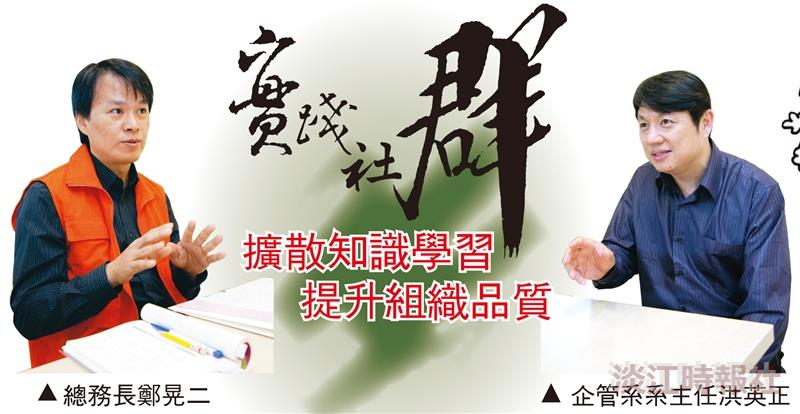 實踐社群
擴散知識學習
提升組織品質
▲總務長鄭晃二
▲企管系系主任洪英正
淡江時報社